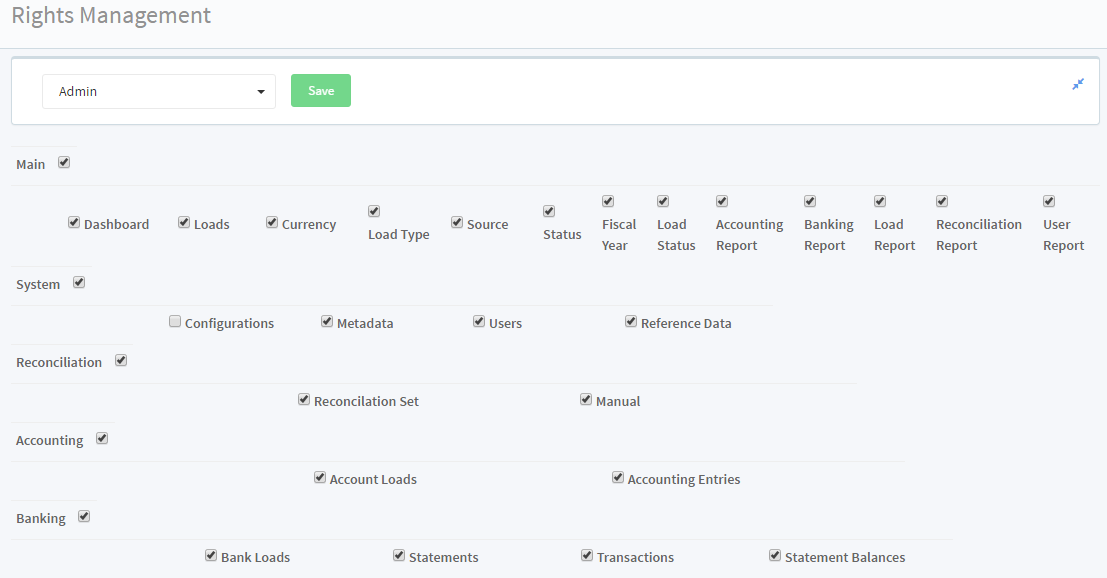 Rights Management
Admin
Save
Main
Dashboard Loads Currency Load Type Source Status Fiscal Year Load Status Accounting Report Banking Report Load Report Reconciliation Report User Report
System
Configurations Metadata Users Reference Data
Reconciliation
Reconcilation Set Manual
Accounting
Account Loads Accounting Entries
Banking
Bank Loads Statements Transactions Statement Balances